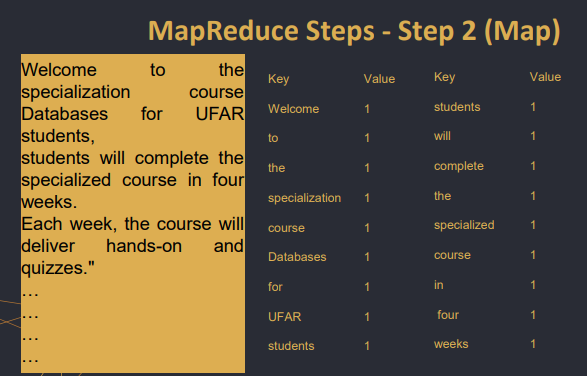 MapReduce Steps - Step 2 (Map)
Welcome to the
specialization course
Databases for UFAR
students,
students will complete the
specialized course in four
weeks.
Each week, the course will
deliver hands-on and
quizzes."
...
...
...
...
Key Value
Welcome 1
to 1
the 1
specialization 1
course 1
Databases 1
for 1
UFAR 1
students 1
Key Value
students 1
will 1
complete 1
the 1
specialized 1
course 1
in 1
four 1
weeks 1